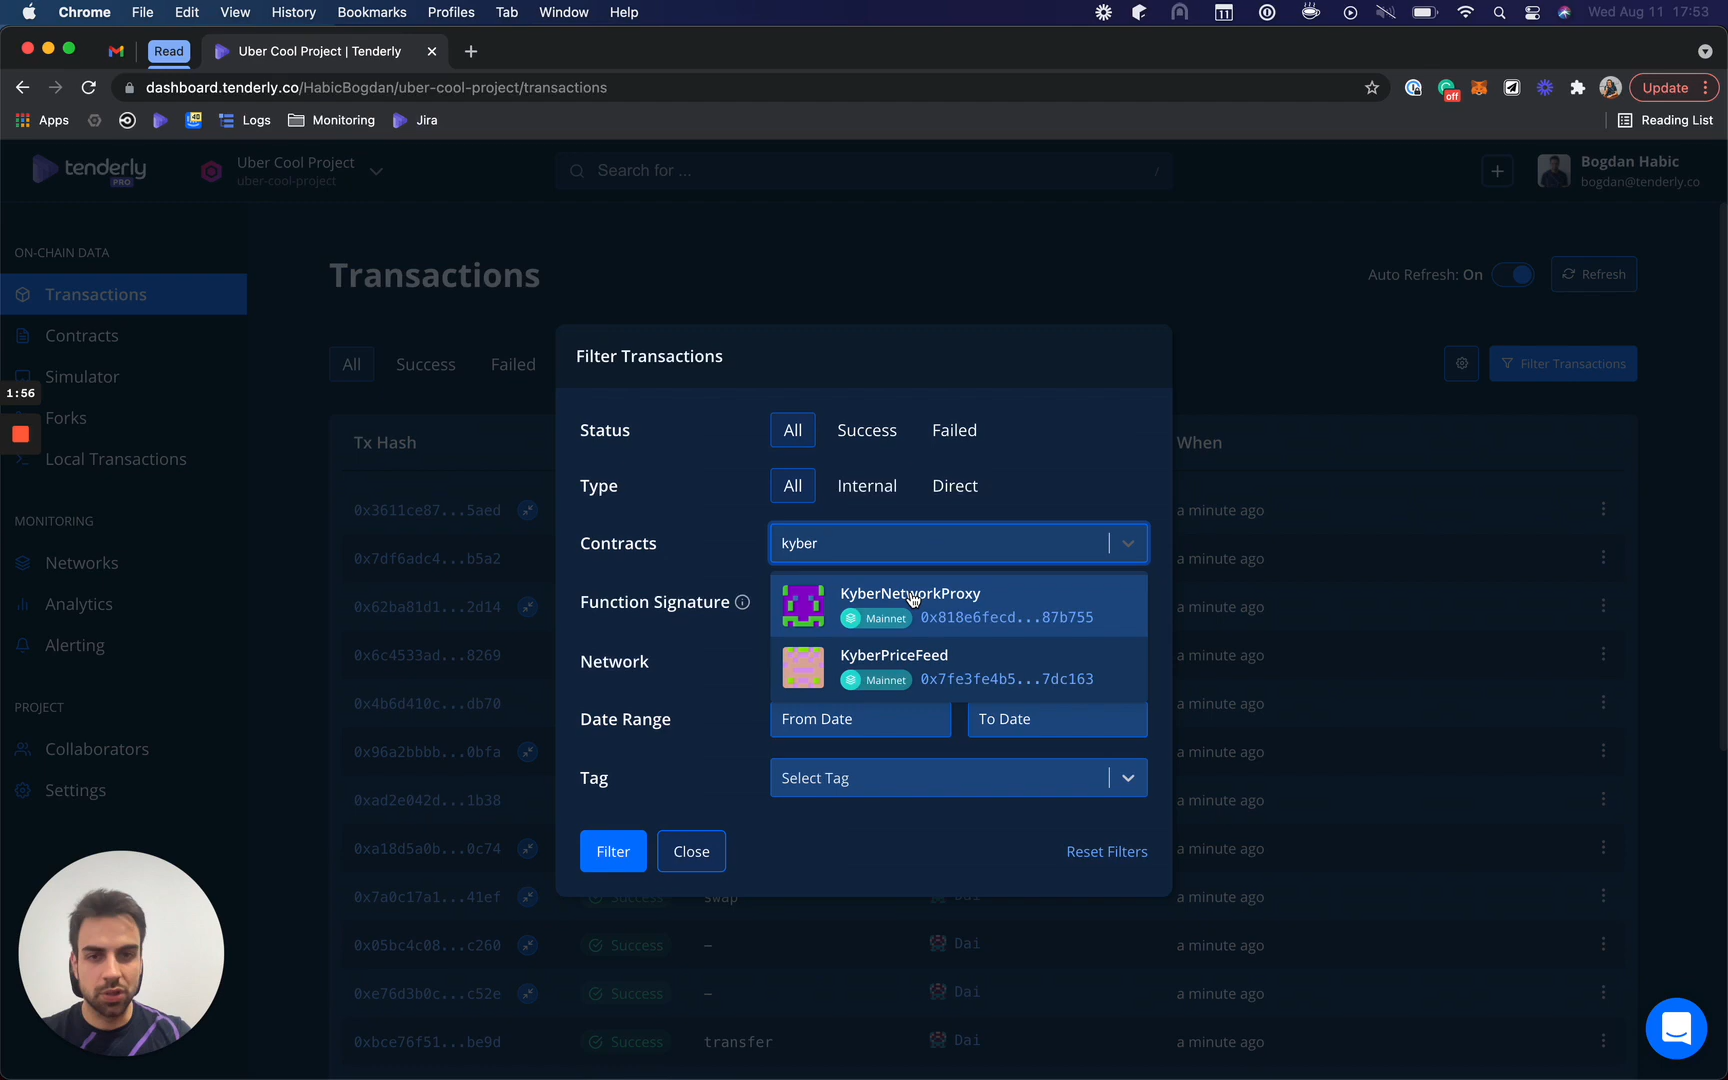 Chrome File Edit View History Bookmarks Profiles Tab Window Help
11
Wed Aug 11 17:53
Read
Uber Cool Project | Tenderly
dashboard.tenderly.co/HabicBogdan/uber-cool-project/transactions
off
Update
Apps
Logs
Monitoring
Jira
Reading List
tenderly
PRO
Uber Cool Project
uber-cool-project
Search for ...
/
Bogdan Habic
bogdan@tenderly.co
ON-CHAIN DATA
Transactions
Contracts
Simulator
1:56
Forks
Local Transactions
MONITORING
Networks
Analytics
Alerting
PROJECT
Collaborators
Settings
Transactions
Auto Refresh: On
Refresh
All Success Failed
Filter Transactions
Tx Hash
When
0x3611ce87...5aed a minute ago
0x7df6adc4...b5a2 a minute ago
0x62ba81d1...2d14 a minute ago
0x6c4533ad...8269 a minute ago
0x4b6d410c...db70 a minute ago
0x96a2bbbb...0bfa a minute ago
0xad2e042d...1b38 a minute ago
0xa18d5a0b...0c74 a minute ago
0x7a0c17a1...41ef Success swap Dai a minute ago
0x05bc4c08...c260 Success – Dai a minute ago
0xe76d3b0c...c52e Success – Dai a minute ago
0xbce76f51...be9d Success transfer Dai a minute ago
Filter Transactions
Status All Success Failed
Type All Internal Direct
Contracts kyber
KyberNetworkProxy
Mainnet 0x818e6fecd...87b755
KyberPriceFeed
Mainnet 0x7fe3fe4b5...7dc163
Function Signature
Network
Date Range From Date To Date
Tag Select Tag
Filter Close Reset Filters